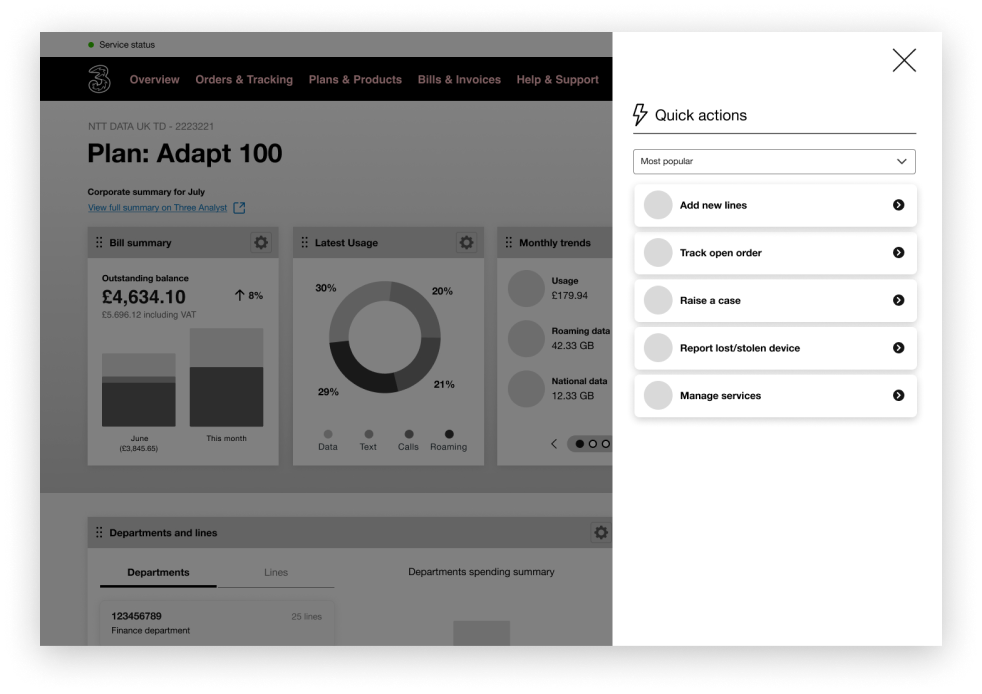 Service status
3
Overview Orders & Tracking Plans & Products Bills & Invoices Help & Support
NTT DATA UK TD - 2223221
Plan: Adapt 100
Corporate summary for July
View full summary on Three Analyst
Bill summary
Outstanding balance
£4,634.10
8%
£5.696.12 including VAT
June
(£3,845.65)
This month
Latest Usage
30%
20%
29%
21%
Data Text Calls Roaming
Monthly trends
Usage
£179.94
Roaming data
42.33 GB
National data
12.33 GB
Departments and lines
Departments Lines
123456789 25 lines
Finance department
Departments spending summary
Quick actions
Most popular
Add new lines
Track open order
Raise a case
Report lost/stolen device
Manage services